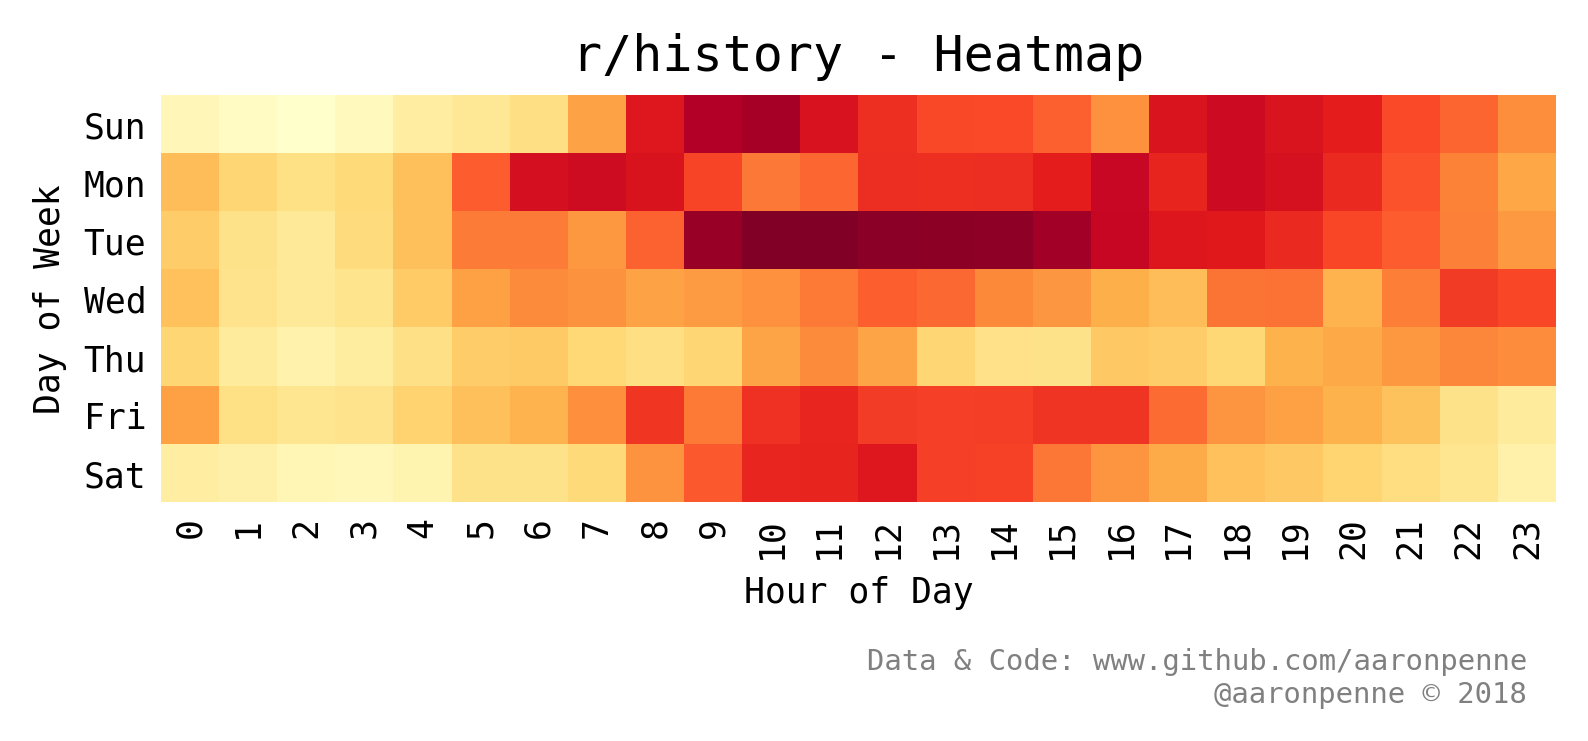 r/history - Heatmap
Day of Week
Sun
Mon
Tue
Wed
Thu
Fri
Sat
0 1 2 3 4 5 6 7 8 9 10 11 12 13 14 15 16 17 18 19 20 21 22 23
Hour of Day
Data & Code: www.github.com/aaronpenne
@aaronpenne © 2018